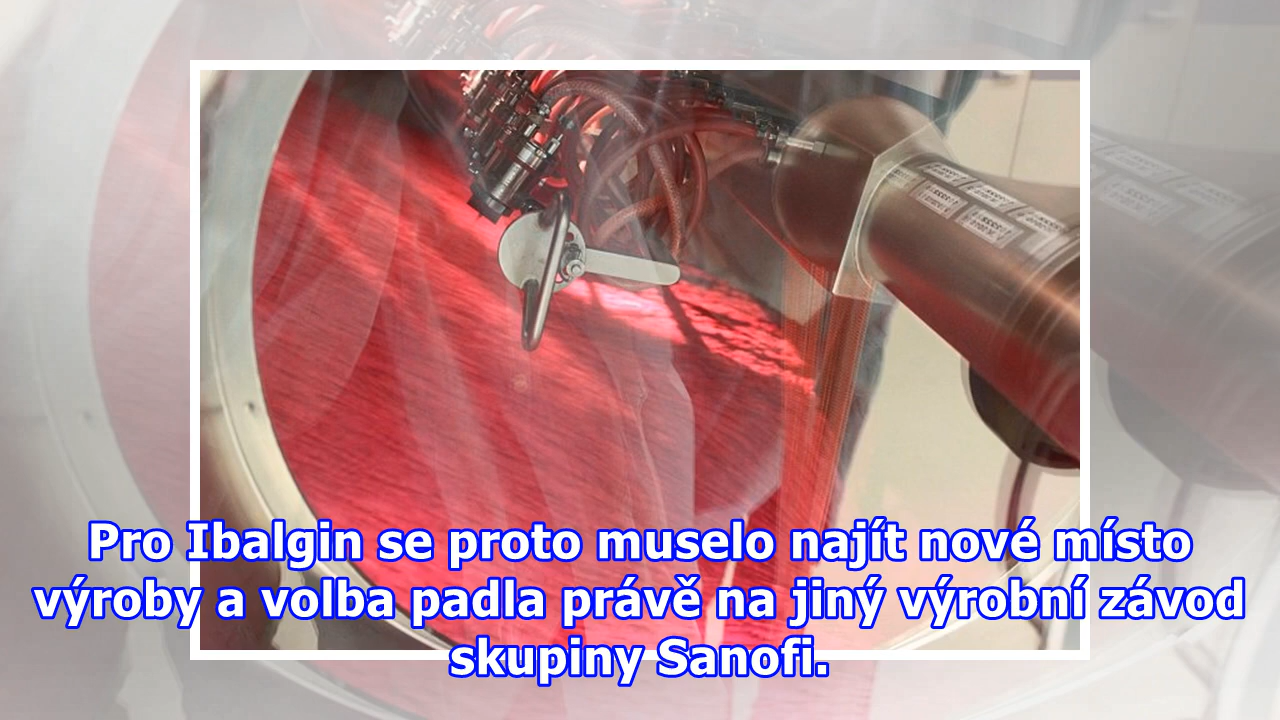 Pro Ibalgin se proto muselo najít nové místo
výroby a volba padla právě na jiný výrobní závod
skupiny Sanofi.